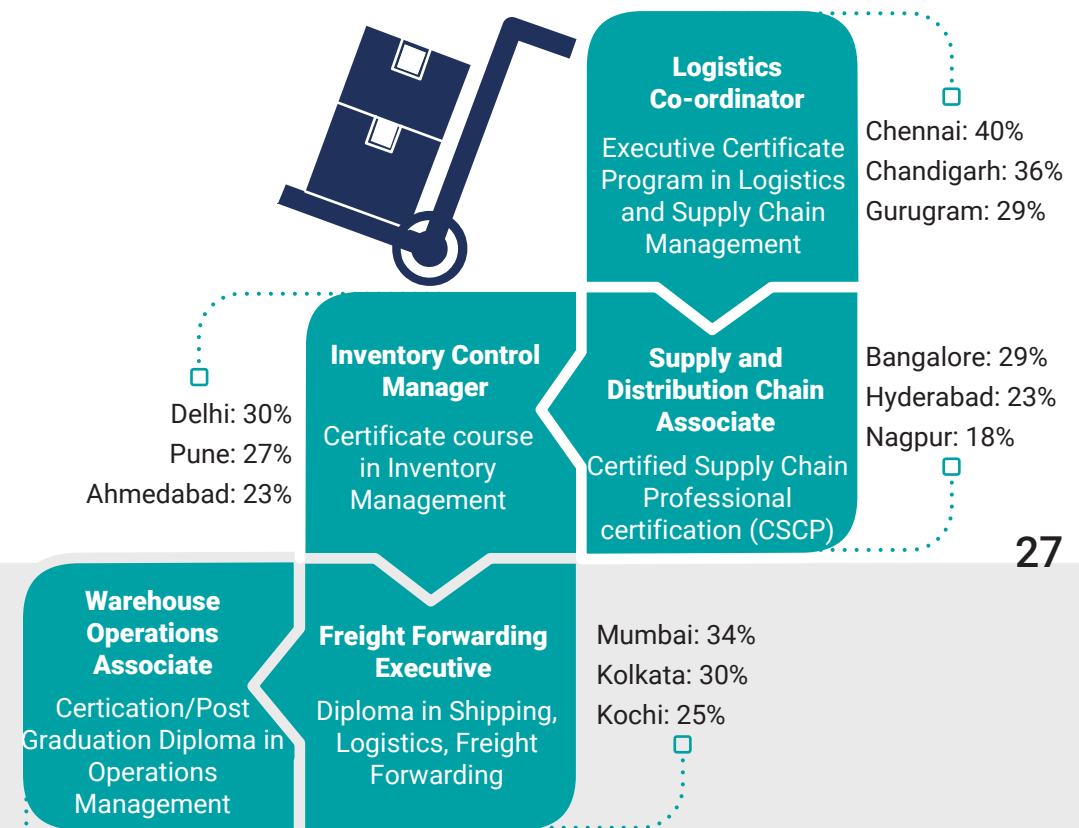 Logistics
Co-ordinator
Executive Certificate
Program in Logistics
and Supply Chain
Management
Chennai: 40%
Chandigarh: 36%
Gurugram: 29%
Supply and
Distribution Chain
Associate
Certified Supply Chain
Professional
certification (CSCP)
Bangalore: 29%
Hyderabad: 23%
Nagpur: 18%
Inventory Control
Manager
Certificate course
in Inventory
Management
Delhi: 30%
Pune: 27%
Ahmedabad: 23%
27
Freight Forwarding
Executive
Diploma in Shipping,
Logistics, Freight
Forwarding
Mumbai: 34%
Kolkata: 30%
Kochi: 25%
Warehouse
Operations
Associate
Certication/Post
Graduation Diploma in
Operations
Management